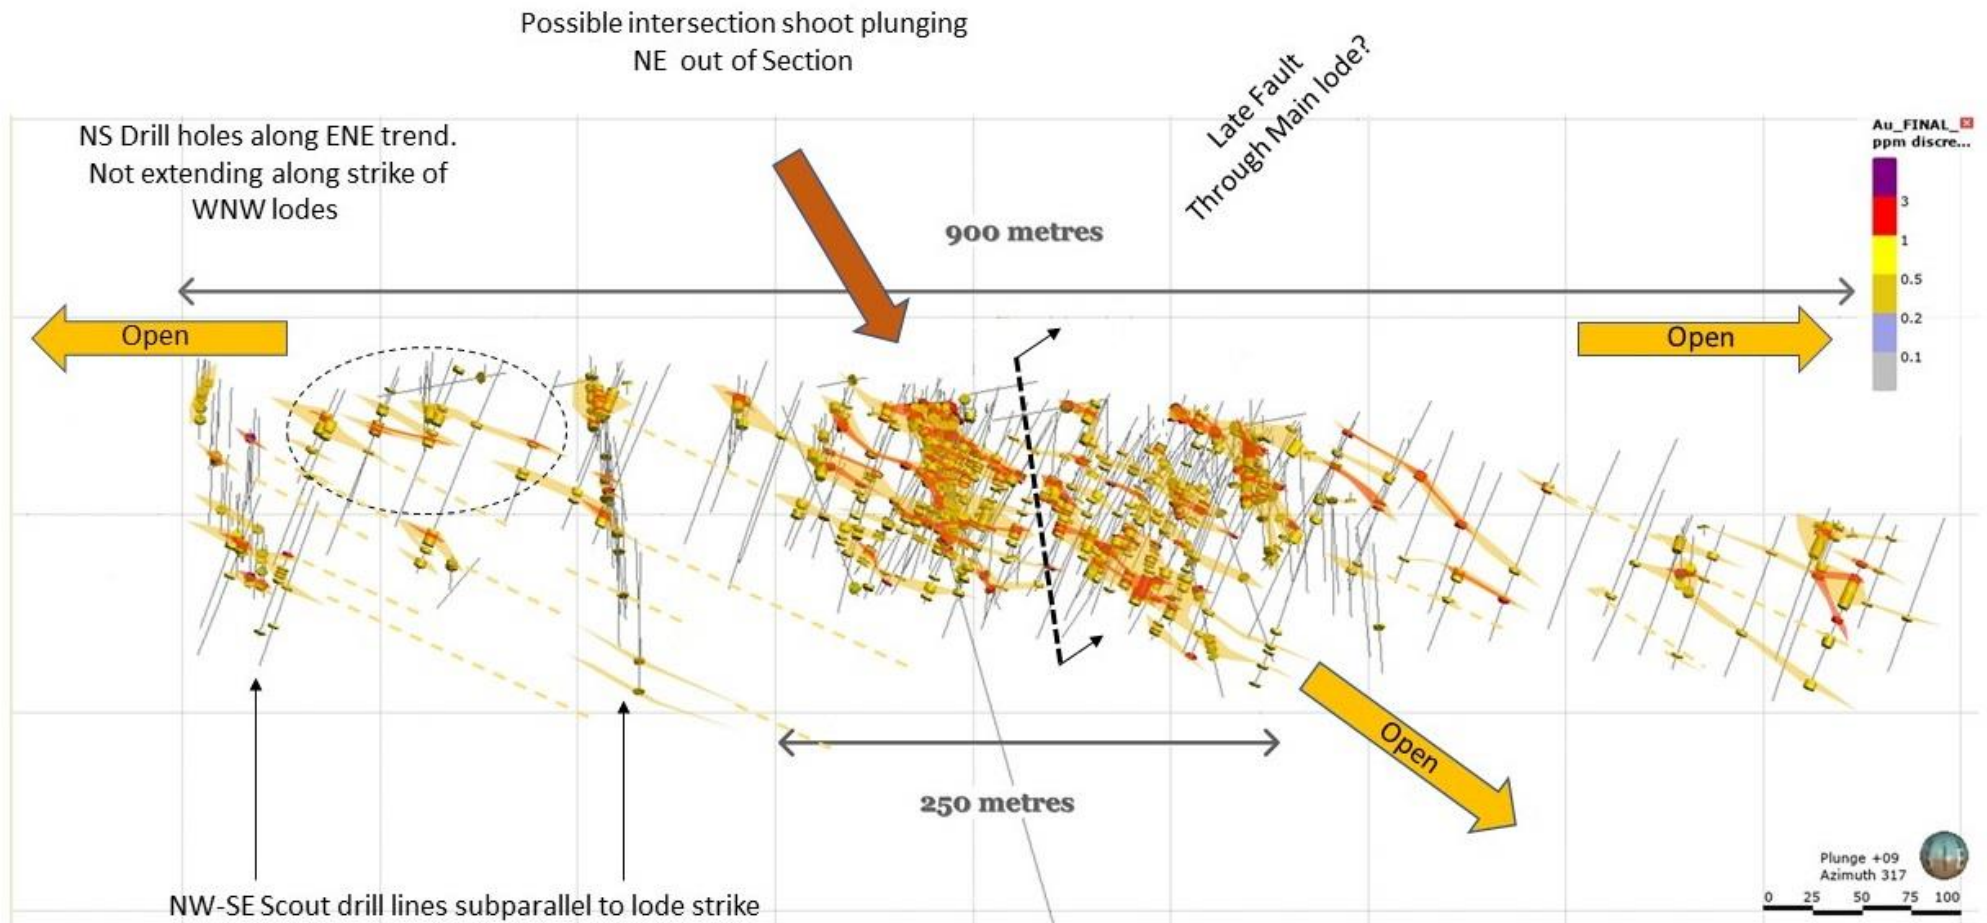 Possible intersection shoot plunging
NE out of Section
Late Fault
Through Main lode?
NS Drill holes along ENE trend.
Not extending along strike of
WNW lodes
Au_FINAL_
ppm discre...
3
1
0.5
0.2
0.1
900 metres
Open
Open
Open
250 metres
Plunge +09
Azimuth 317
0 25 50 75 100
NW-SE Scout drill lines subparallel to lode strike